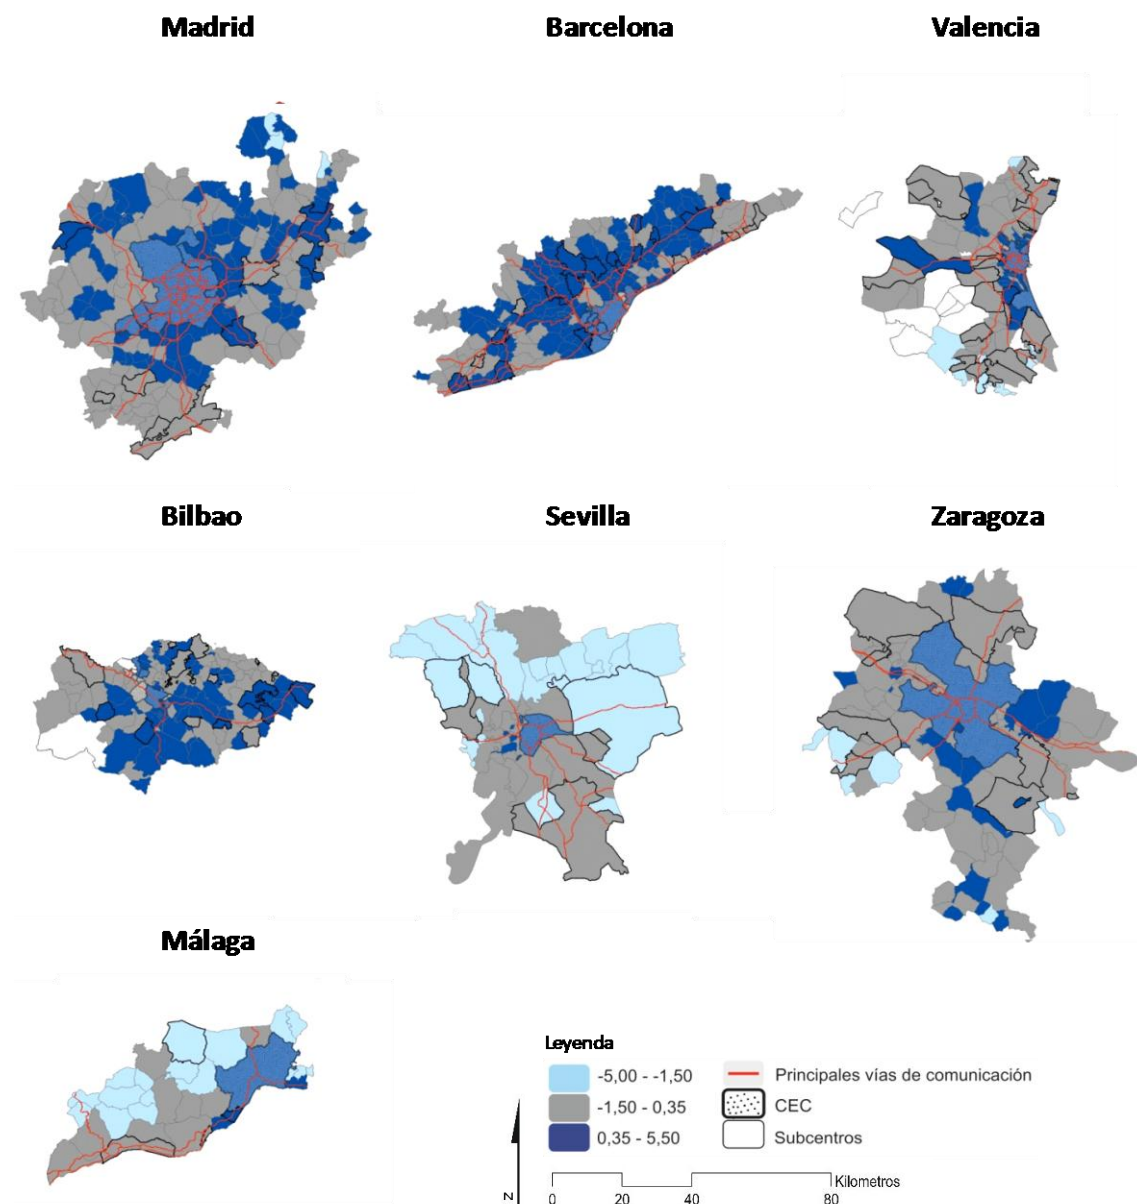 Madrid
Barcelona
Valencia
Bilbao
Sevilla
Zaragoza
Málaga
Leyenda
-5,00 - -1,50
-1,50 - 0,35
0,35 - 5,50
Principales vías de comunicación
CEC
Subcentros
N
Kilometros
0 20 40 80